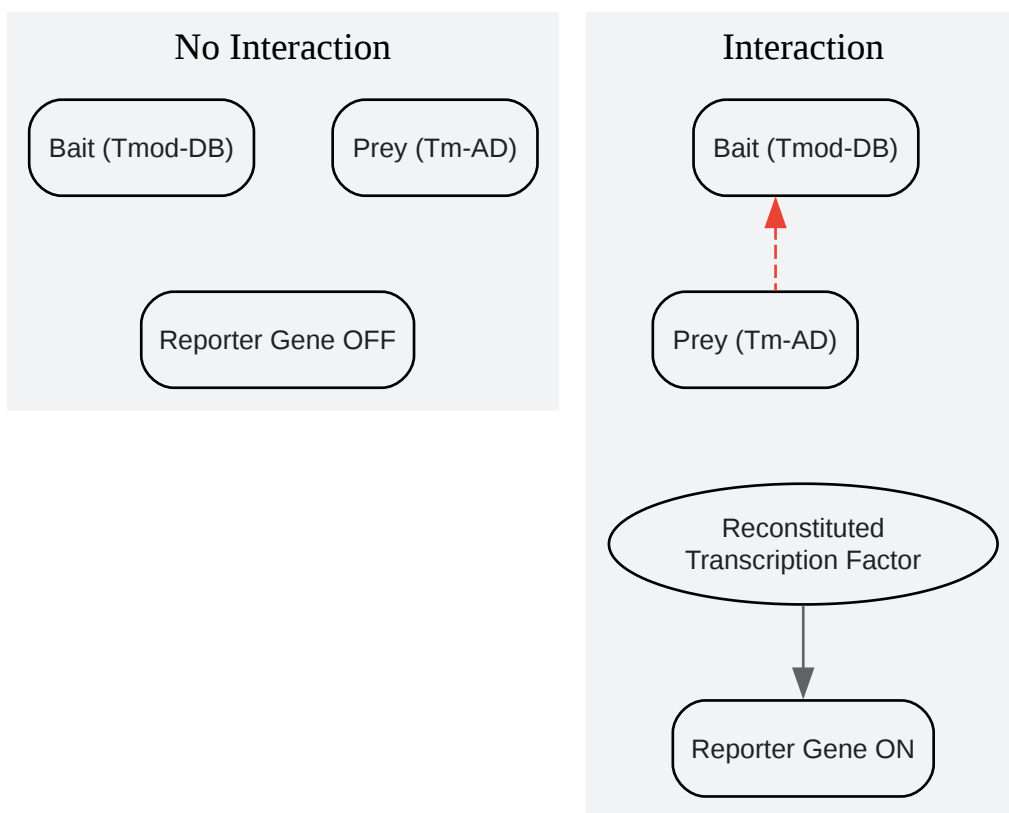 No Interaction
Bait (Tmod-DB)
Prey (Tm-AD)
Reporter Gene OFF
Interaction
Bait (Tmod-DB)
Prey (Tm-AD)
Reconstituted
Transcription Factor
Reporter Gene ON